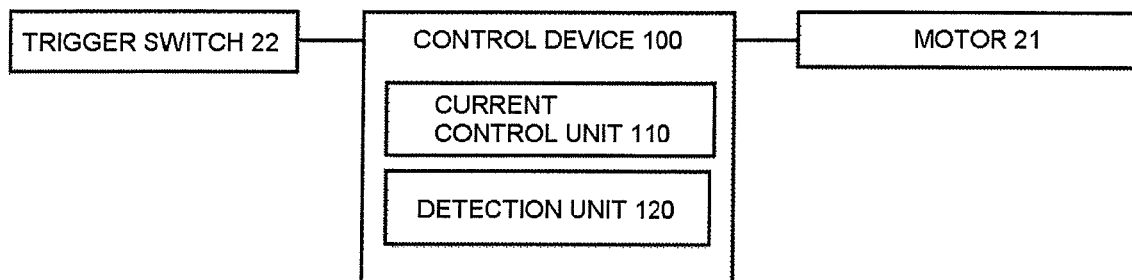 TRIGGER SWITCH 22
CONTROL DEVICE 100
MOTOR 21
CURRENT
CONTROL UNIT 110
DETECTION UNIT 120